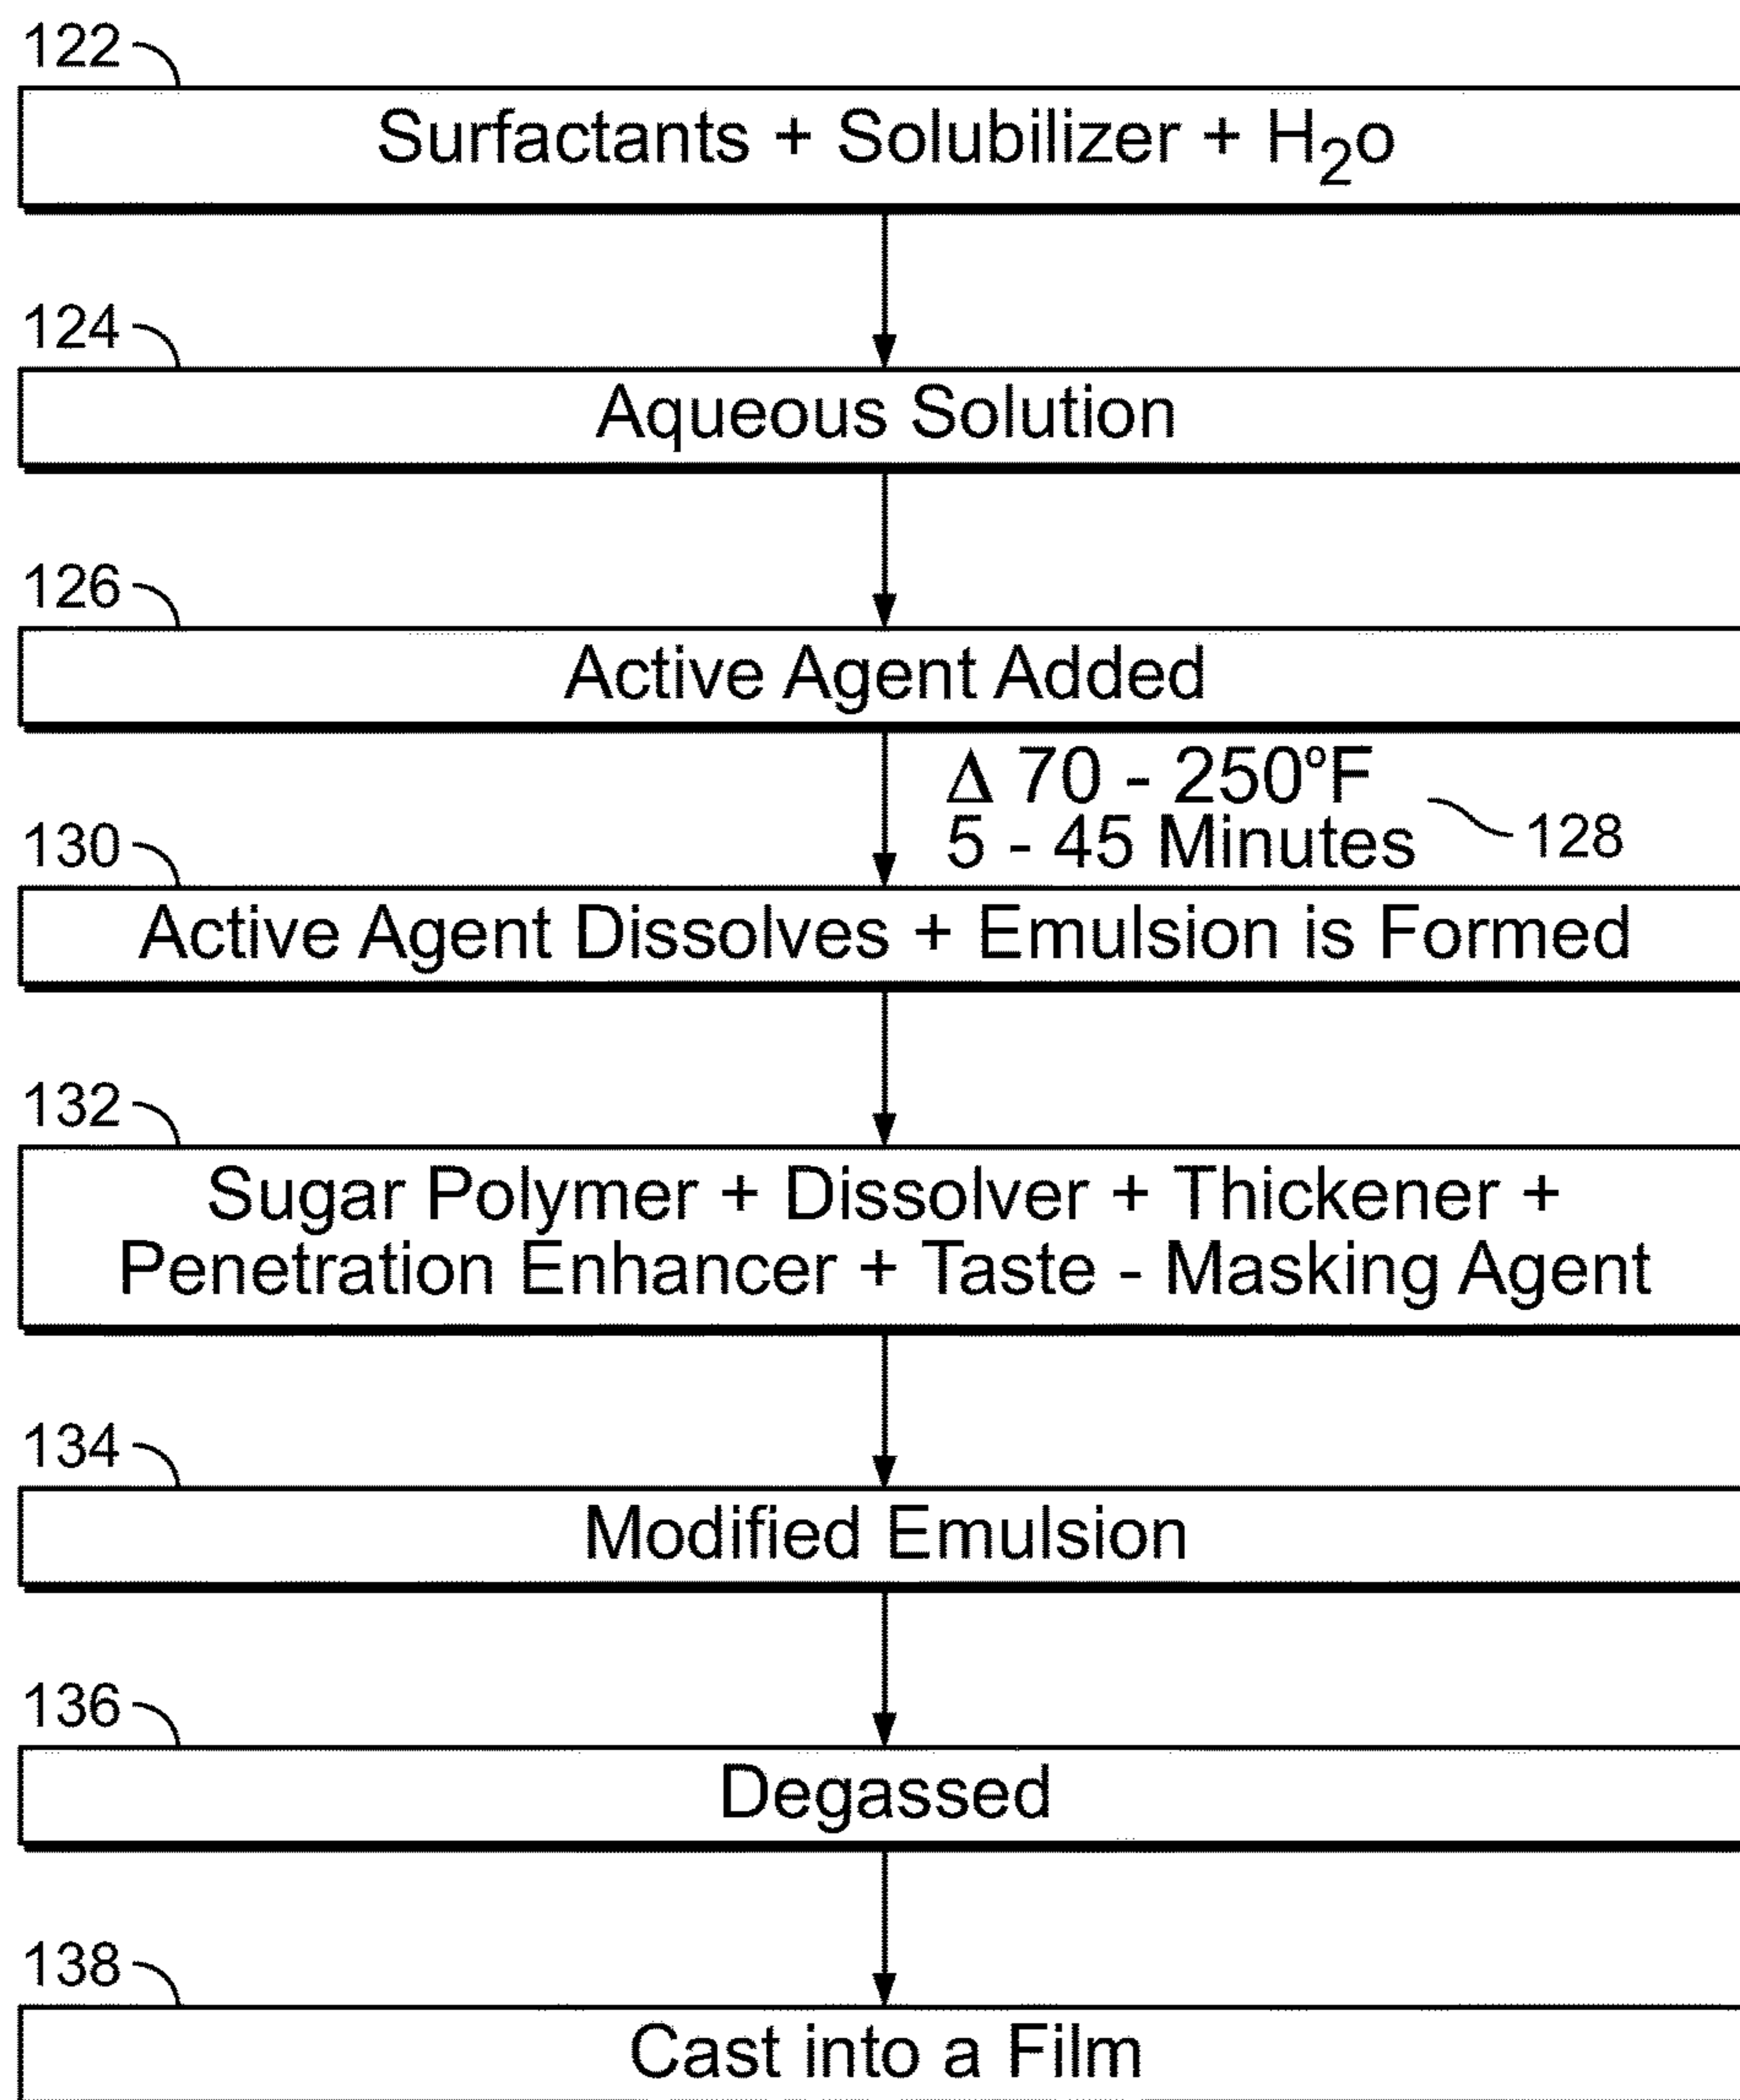 122
Surfactants + Solubilizer + H₂o
124
Aqueous Solution
126
Active Agent Added
Δ 70 - 250°F
5 - 45 Minutes
128
130
Active Agent Dissolves + Emulsion is Formed
132
Sugar Polymer + Dissolver + Thickener +
Penetration Enhancer + Taste - Masking Agent
134
Modified Emulsion
136
Degassed
138
Cast into a Film